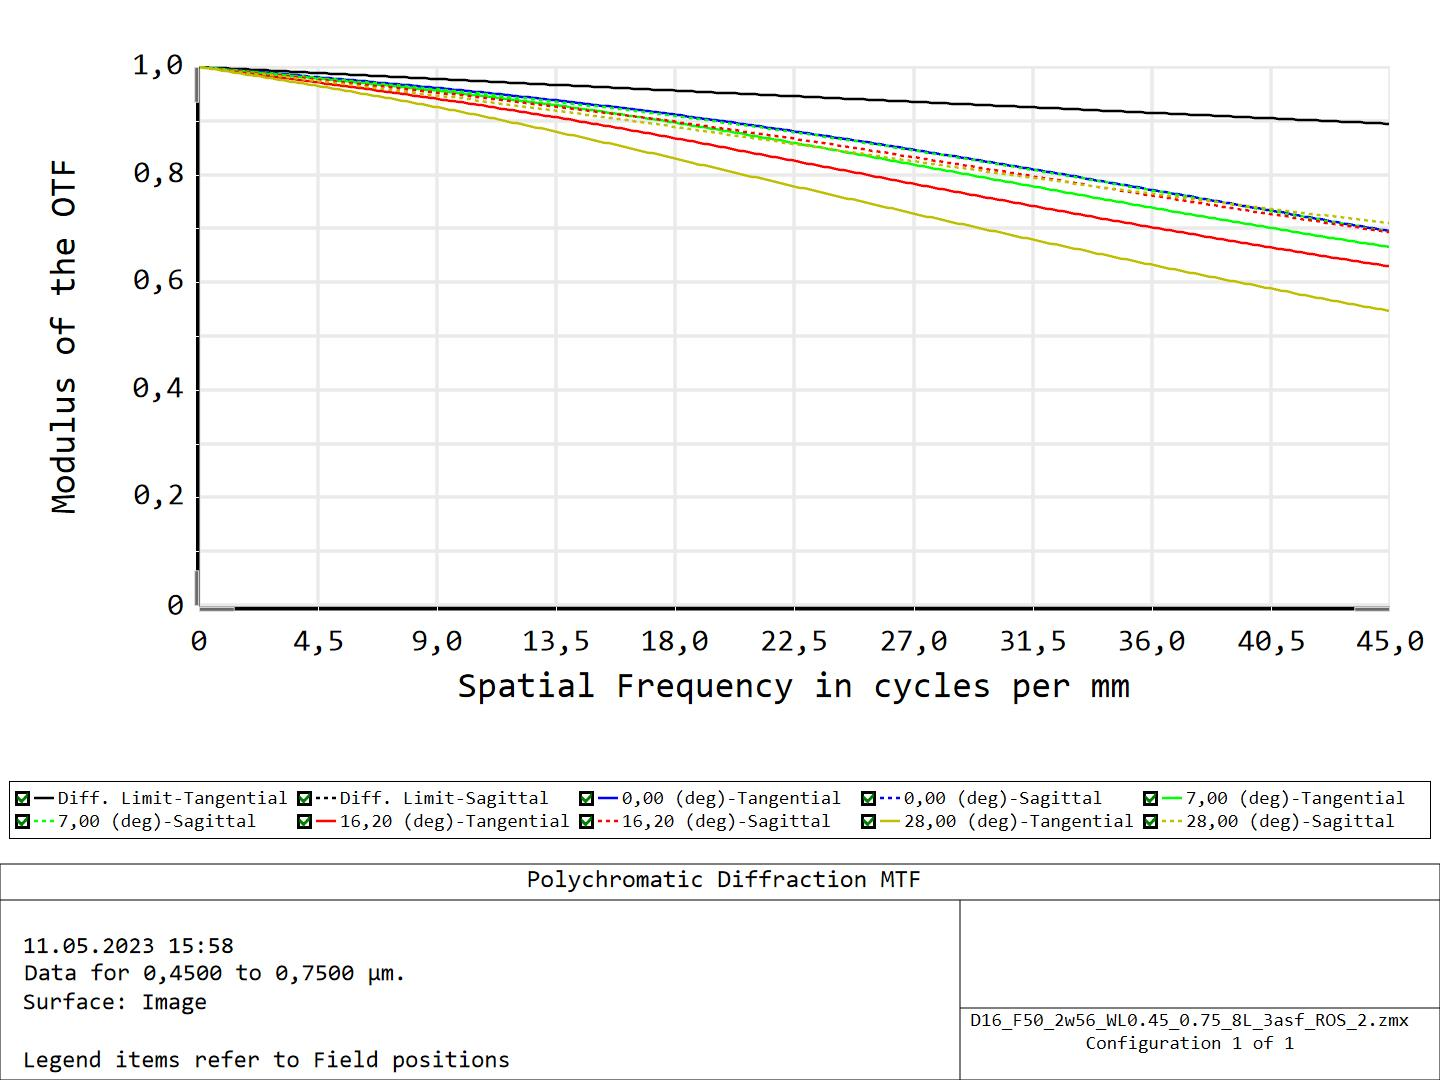 1,0
0,8
0,6
0,4
0,2
0
Modulus of the OTF
0 4,5 9,0 13,5 18,0 22,5 27,0 31,5 36,0 40,5 45,0
Spatial Frequency in cycles per mm
Diff. Limit-Tangential Diff. Limit-Sagittal 0,00 (deg)-Tangential 0,00 (deg)-Sagittal 7,00 (deg)-Tangential
7,00 (deg)-Sagittal 16,20 (deg)-Tangential 16,20 (deg)-Sagittal 28,00 (deg)-Tangential 28,00 (deg)-Sagittal
Polychromatic Diffraction MTF
11.05.2023 15:58
Data for 0,4500 to 0,7500 µm.
Surface: Image
Legend items refer to Field positions
D16_F50_2w56_WL0.45_0.75_8L_3asf_ROS_2.zmx
Configuration 1 of 1